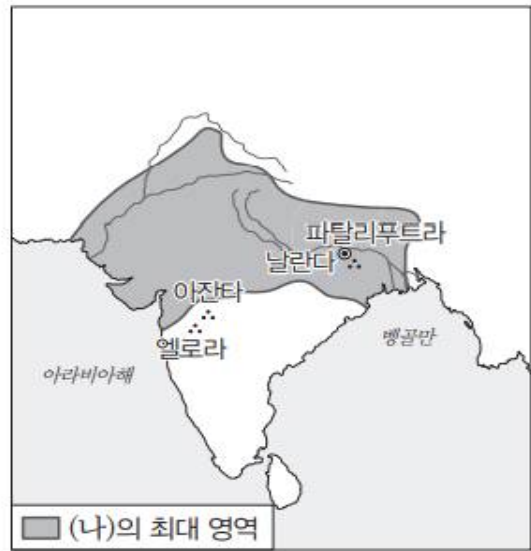 파탈리푸트라
날란다
아잔타
엘로라
아라비아해
벵골만
(나)의 최대 영역